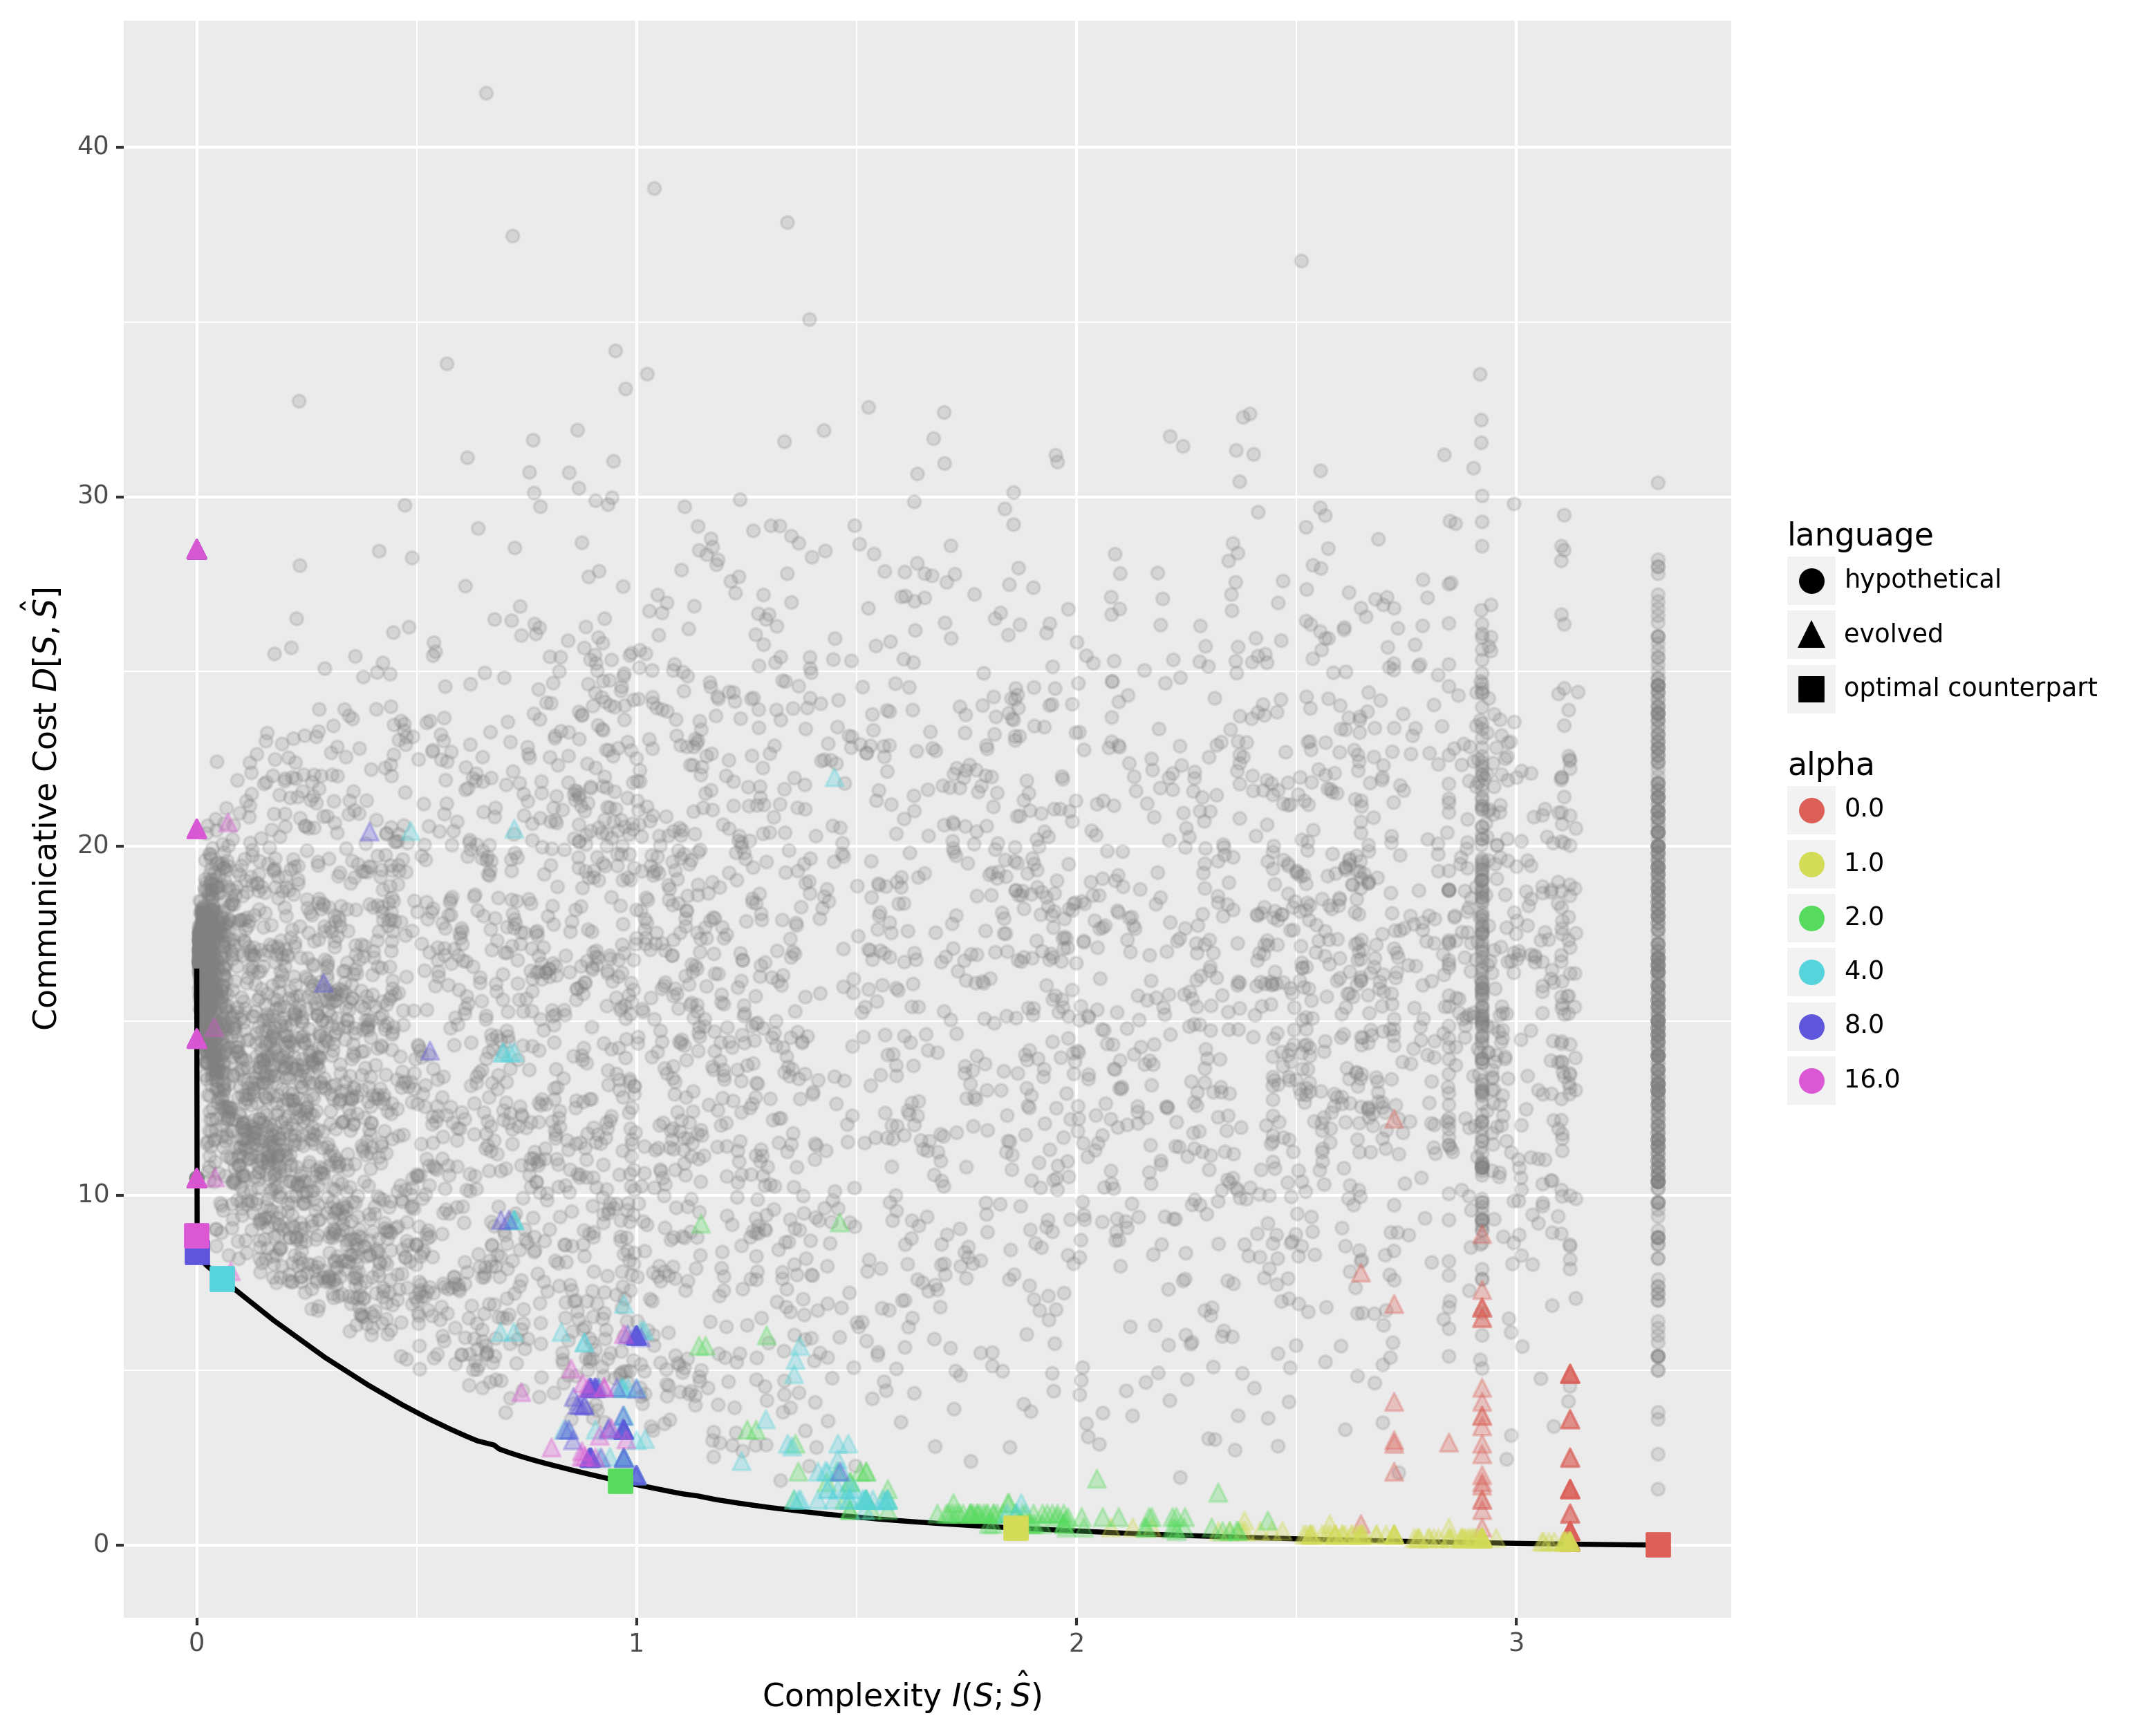 40
30
20
10
0
0
1
2
3
Communicative Cost D[S, Ŝ]
Complexity I(S; Ŝ)
language
hypothetical
evolved
optimal counterpart
alpha
0.0
1.0
2.0
4.0
8.0
16.0